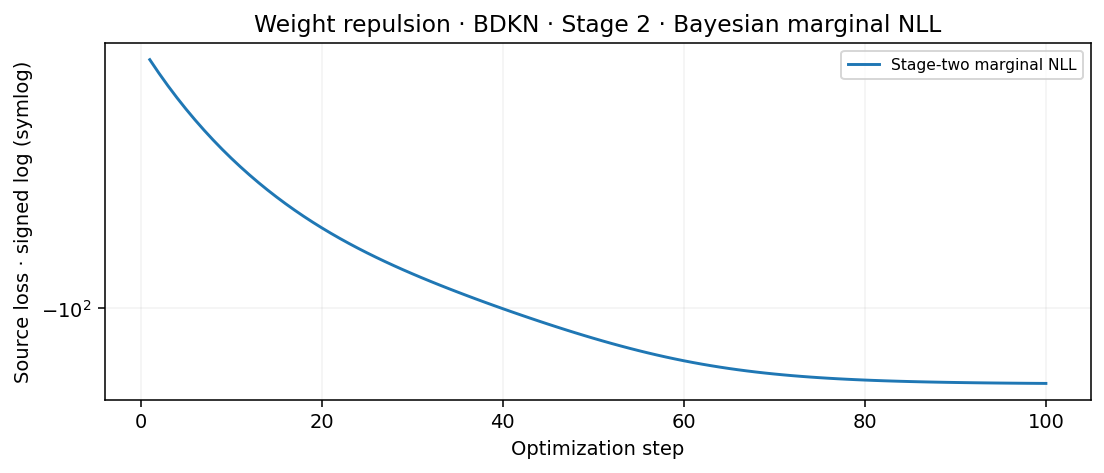 Weight repulsion · BDKN · Stage 2 · Bayesian marginal NLL
Stage-two marginal NLL
Source loss · signed log (symlog)
−10²
0 20 40 60 80 100
Optimization step